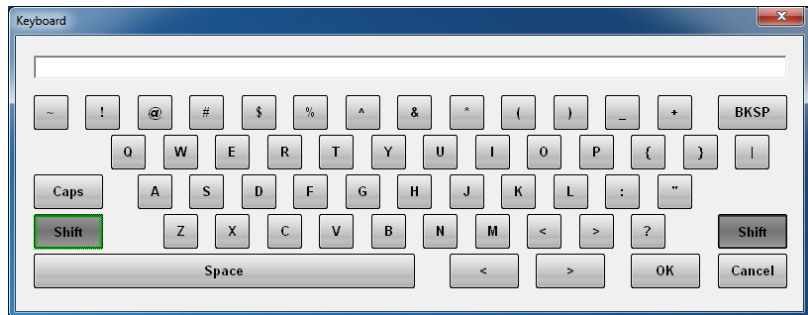 Keyboard
~ ! @ # $ % ^ & * ( ) _ + BKSP
Q W E R T Y U I O P { } |
Caps A S D F G H J K L : "
Shift Z X C V B N M < > ? Shift
Space < > OK Cancel